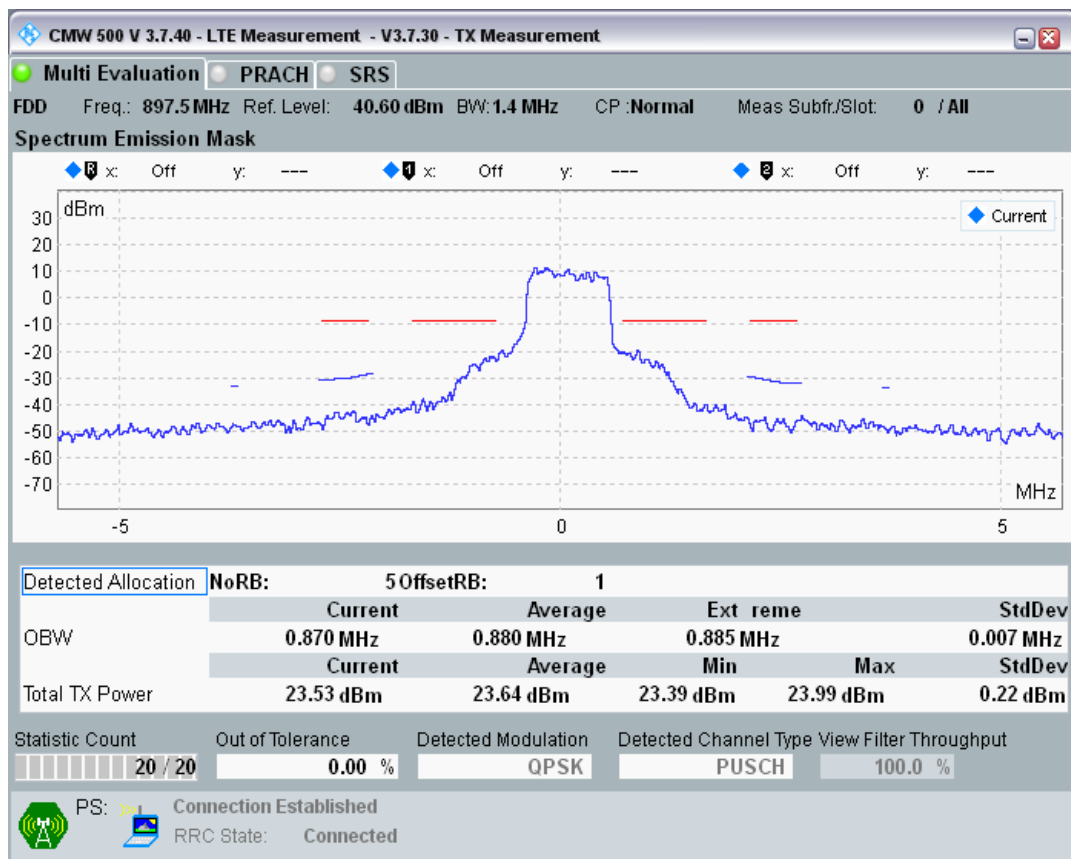 CMW 500 V 3.7.40 - LTE Measurement - V3.7.30 - TX Measurement
Multi Evaluation PRACH SRS
FDD Freq.: 897.5 MHz Ref. Level: 40.60 dBm BW: 1.4 MHz CP :Normal Meas Subfr./Slot: 0 / All
Spectrum Emission Mask
R x: Off y: --- 1 x: Off y: --- 2 x: Off y: ---
dBm
Current
30
20
10
0
-10
-20
-30
-40
-50
-60
-70
MHz
-5 0 5
Detected Allocation NoRB: 5 OffsetRB: 1
Current Average Ext reme StdDev
OBW 0.870 MHz 0.880 MHz 0.885 MHz 0.007 MHz
Current Average Min Max StdDev
Total TX Power 23.53 dBm 23.64 dBm 23.39 dBm 23.99 dBm 0.22 dBm
Statistic Count Out of Tolerance Detected Modulation Detected Channel Type View Filter Throughput
20 / 20 0.00 % QPSK PUSCH 100.0 %
PS: Connection Established
RRC State: Connected